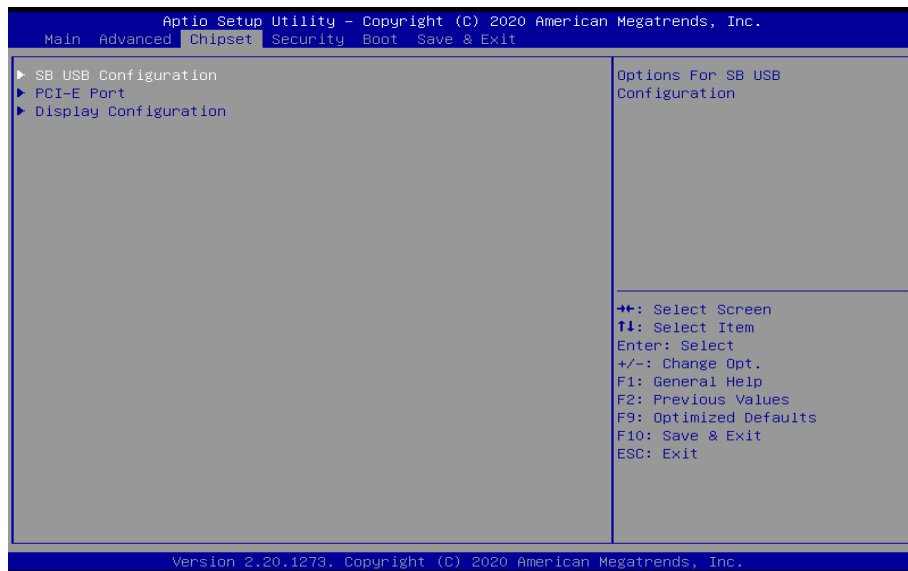 Aptio Setup Utility – Copyright (C) 2020 American Megatrends, Inc.
Main Advanced Chipset Security Boot Save & Exit
▶ SB USB Configuration
▶ PCI-E Port
▶ Display Configuration
Options For SB USB
Configuration
→←: Select Screen
↑↓: Select Item
Enter: Select
+/-: Change Opt.
F1: General Help
F2: Previous Values
F9: Optimized Defaults
F10: Save & Exit
ESC: Exit
Version 2.20.1273. Copyright (C) 2020 American Megatrends, Inc.